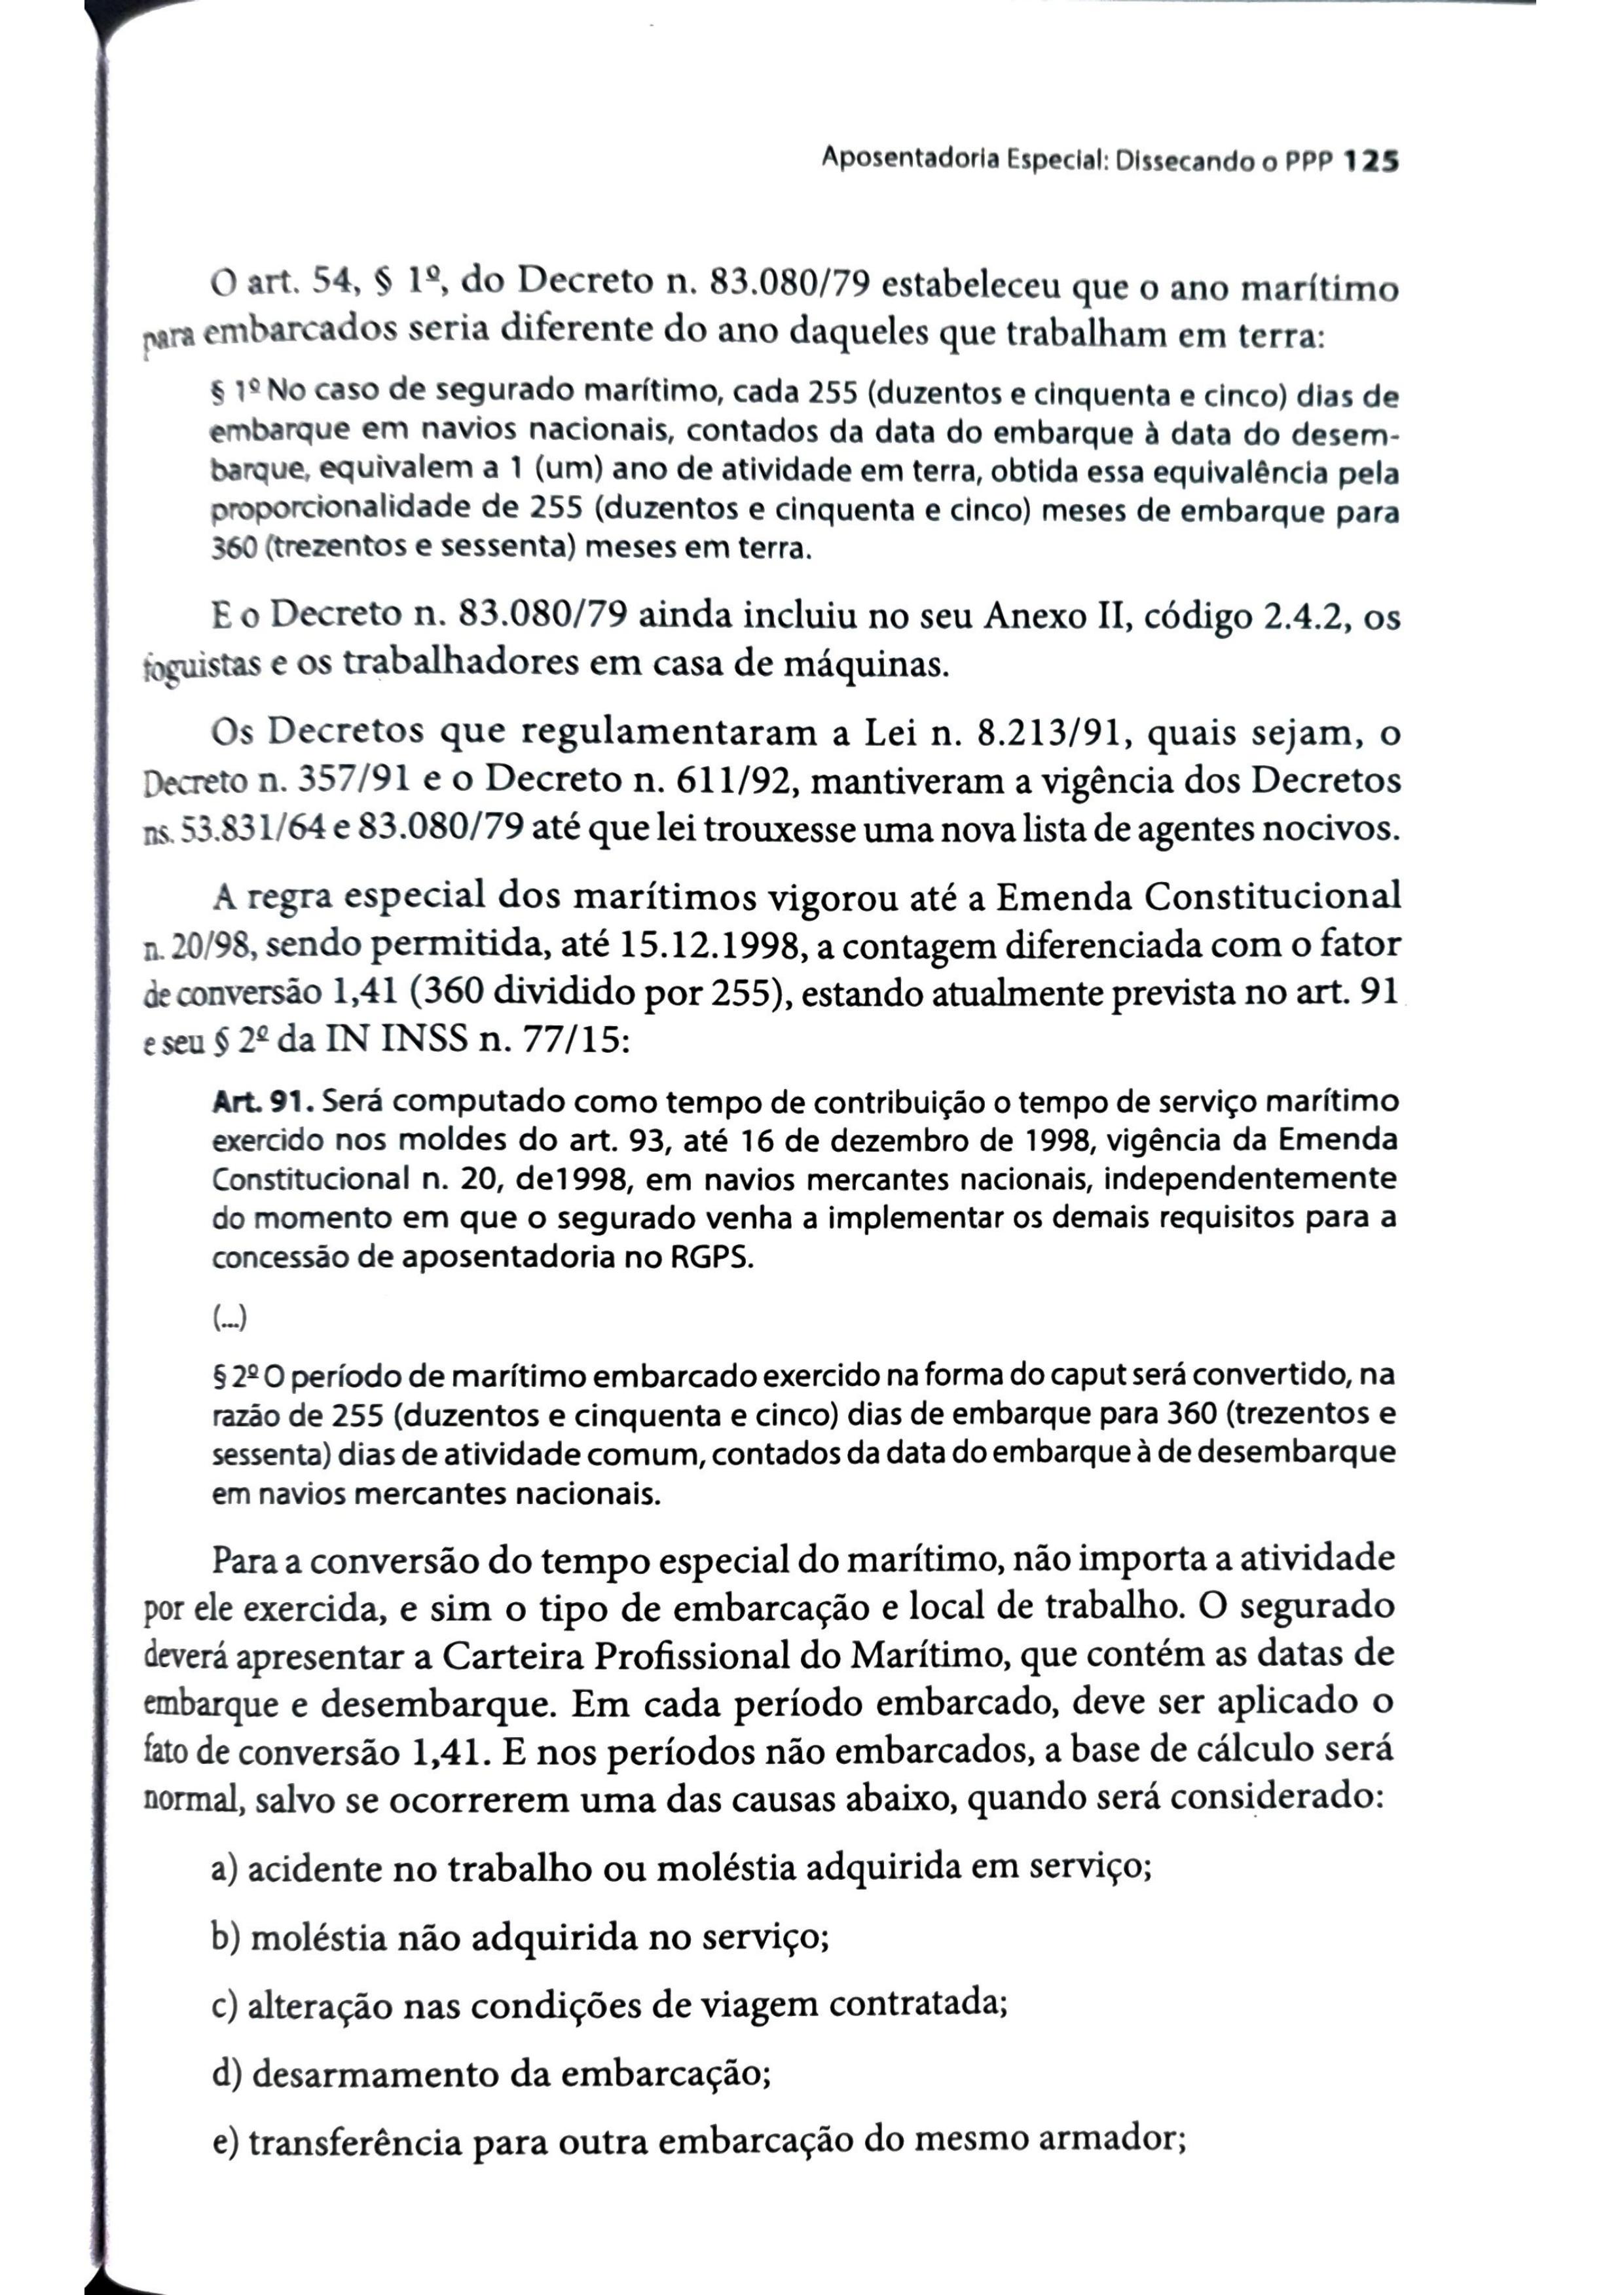 Aposentadoria Especial: Dissecando o PPP 125
O art. 54, § 1º, do Decreto n. 83.080/79 estabeleceu que o ano marítimo
para embarcados seria diferente do ano daqueles que trabalham em terra:
§ 1º No caso de segurado marítimo, cada 255 (duzentos e cinquenta e cinco) dias de
embarque em navios nacionais, contados da data do embarque à data do desem-
barque, equivalem a 1 (um) ano de atividade em terra, obtida essa equivalência pela
proporcionalidade de 255 (duzentos e cinquenta e cinco) meses de embarque para
360 (trezentos e sessenta) meses em terra.
E o Decreto n. 83.080/79 ainda incluiu no seu Anexo II, código 2.4.2, os
foguistas e os trabalhadores em casa de máquinas.
Os Decretos que regulamentaram a Lei n. 8.213/91, quais sejam, o
Decreto n. 357/91 e o Decreto n. 611/92, mantiveram a vigência dos Decretos
ns. 53.831/64 e 83.080/79 até que lei trouxesse uma nova lista de agentes nocivos.
A regra especial dos marítimos vigorou até a Emenda Constitucional
n. 20/98, sendo permitida, até 15.12.1998, a contagem diferenciada com o fator
de conversão 1,41 (360 dividido por 255), estando atualmente prevista no art. 91
e seu § 2º da IN INSS n. 77/15:
Art. 91. Será computado como tempo de contribuição o tempo de serviço marítimo
exercido nos moldes do art. 93, até 16 de dezembro de 1998, vigência da Emenda
Constitucional n. 20, de1998, em navios mercantes nacionais, independentemente
do momento em que o segurado venha a implementar os demais requisitos para a
concessão de aposentadoria no RGPS.
(...)
§ 2º O período de marítimo embarcado exercido na forma do caput será convertido, na
razão de 255 (duzentos e cinquenta e cinco) dias de embarque para 360 (trezentos e
sessenta) dias de atividade comum, contados da data do embarque à de desembarque
em navios mercantes nacionais.
Para a conversão do tempo especial do marítimo, não importa a atividade
por ele exercida, e sim o tipo de embarcação e local de trabalho. O segurado
deverá apresentar a Carteira Profissional do Marítimo, que contém as datas de
embarque e desembarque. Em cada período embarcado, deve ser aplicado o
fato de conversão 1,41. E nos períodos não embarcados, a base de cálculo será
normal, salvo se ocorrerem uma das causas abaixo, quando será considerado:
a) acidente no trabalho ou moléstia adquirida em serviço;
b) moléstia não adquirida no serviço;
c) alteração nas condições de viagem contratada;
d) desarmamento da embarcação;
e) transferência para outra embarcação do mesmo armador;